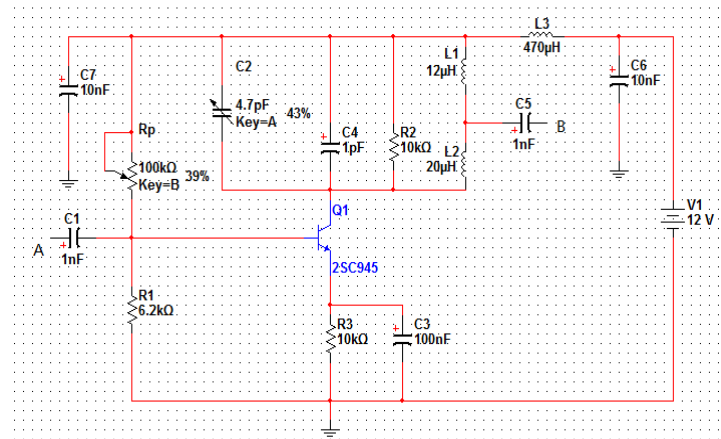 L3
470μH
C7
10nF
C2
4.7pF
Key=A
43%
C4
1pF
R2
10kΩ
L1
12μH
L2
20μH
C5
1nF
B
C6
10nF
Rp
100kΩ
Key=B
39%
C1
A
1nF
Q1
2SC945
V1
12 V
R1
6.2kΩ
R3
10kΩ
C3
100nF